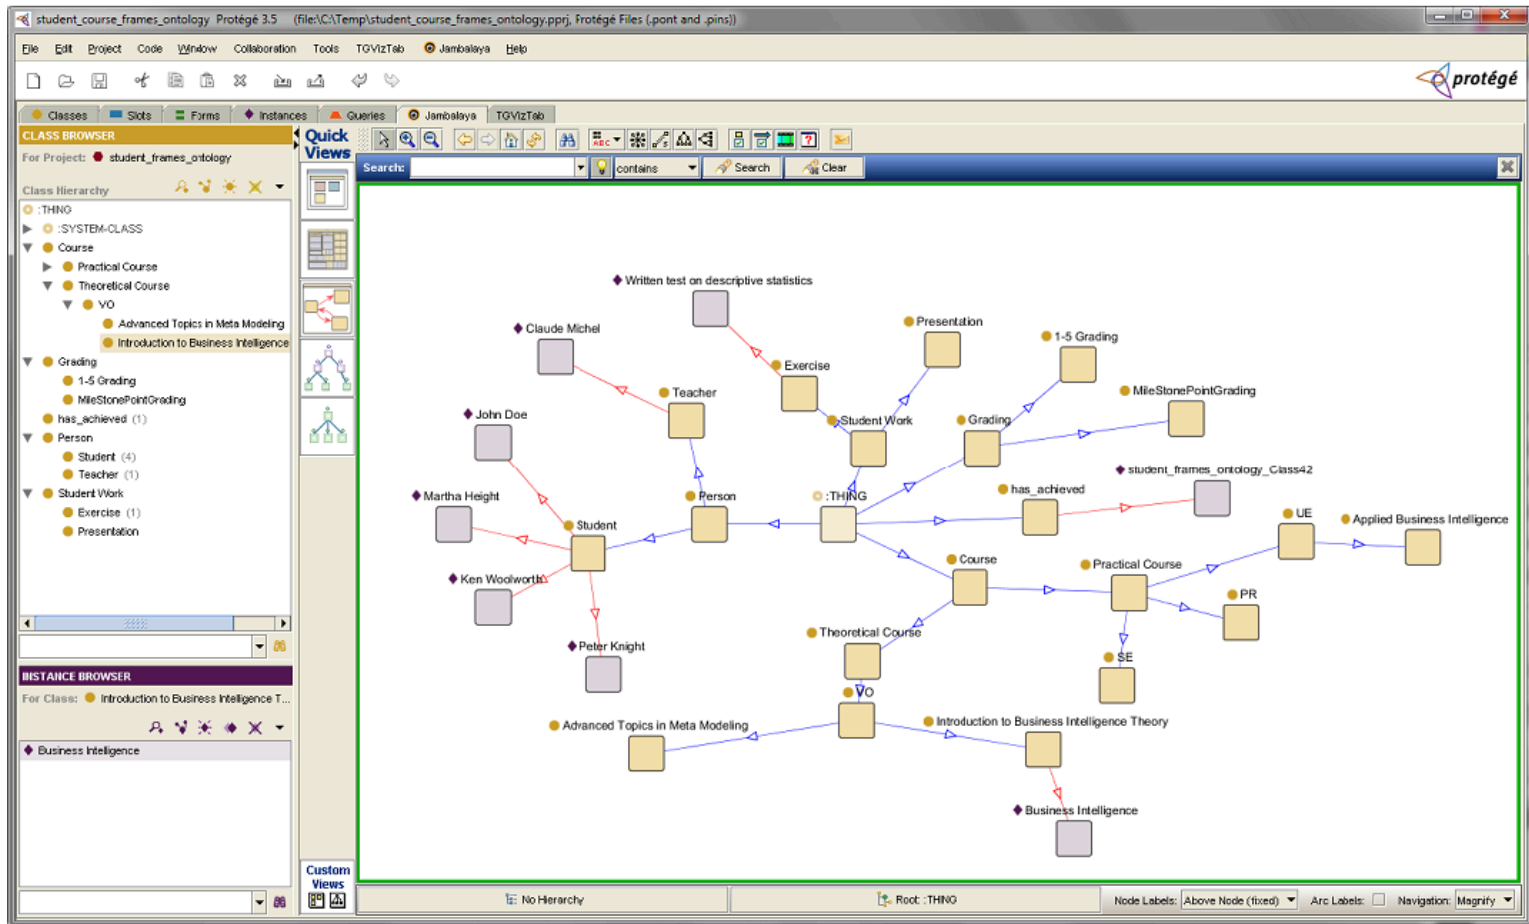 student_course_frames_ontology Protégé 3.5 (file:\C:\Temp\student_course_frames_ontology.pprj, Protégé Files (.pont and .pins))
File Edit Project Code Window Collaboration Tools TGVizTab Jambalaya Help
protégé
Classes Slots Forms Instances Queries Jambalaya TGVizTab
CLASS BROWSER
For Project: student_frames_ontology
Class Hierarchy
:THING
:SYSTEM-CLASS
Course
Practical Course
Theoretical Course
VO
Advanced Topics in Meta Modeling
Introduction to Business Intelligence
Grading
1-5 Grading
MileStonePointGrading
has_achieved (1)
Person
Student (4)
Teacher (1)
Student Work
Exercise (1)
Presentation
INSTANCE BROWSER
For Class: Introduction to Business Intelligence T...
Business Intelligence
Quick
Views
Custom
Views
ABC
Search: contains Search Clear
Written test on descriptive statistics
Claude Michel
Presentation
1-5 Grading
Exercise
Teacher
MileStonePointGrading
John Doe
Student Work
Grading
student_frames_ontology_Class42
Martha Height
Person
:THING
has_achieved
Student
UE
Applied Business Intelligence
Course
Practical Course
Ken Woolworth
PR
Theoretical Course
Peter Knight
SE
VO
Advanced Topics in Meta Modeling
Introduction to Business Intelligence Theory
Business Intelligence
No Hierarchy Root: :THING Node Labels: Above Node (fixed) Arc Labels: Navigation: Magnify